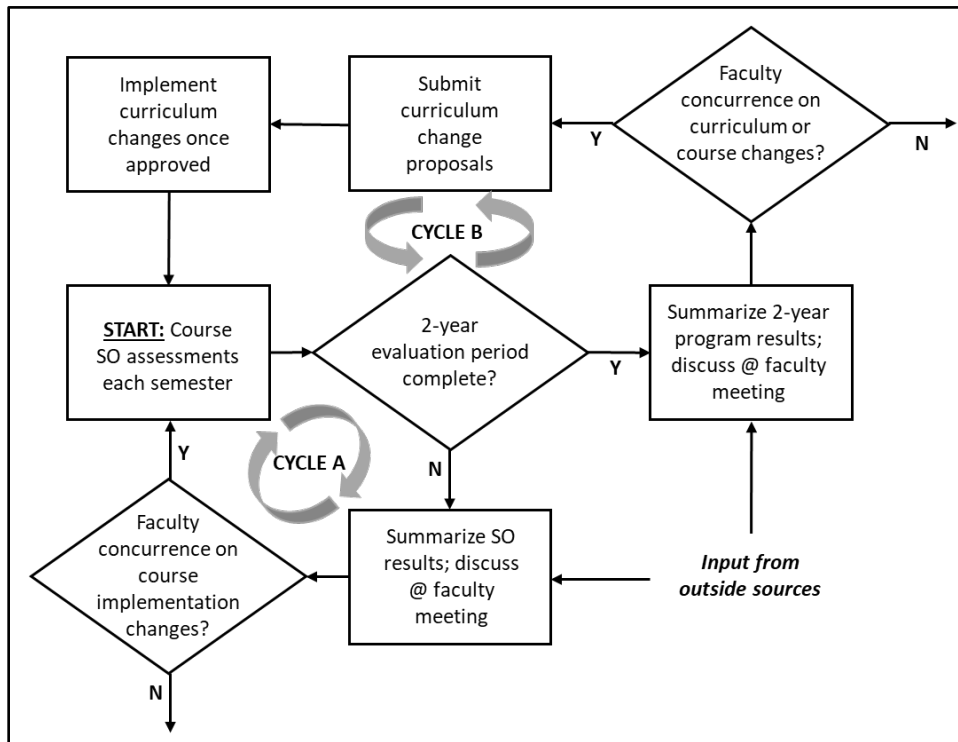 Implement
curriculum
changes once
approved
Submit
curriculum
change
proposals
Faculty
concurrence on
curriculum or
course changes?
Y
N
CYCLE B
START: Course
SO assessments
each semester
2-year
evaluation period
complete?
Y
Summarize 2-year
program results;
discuss @ faculty
meeting
Y
CYCLE A
N
Faculty
concurrence on
course
implementation
changes?
Summarize SO
results; discuss
@ faculty
meeting
Input from
outside sources
N